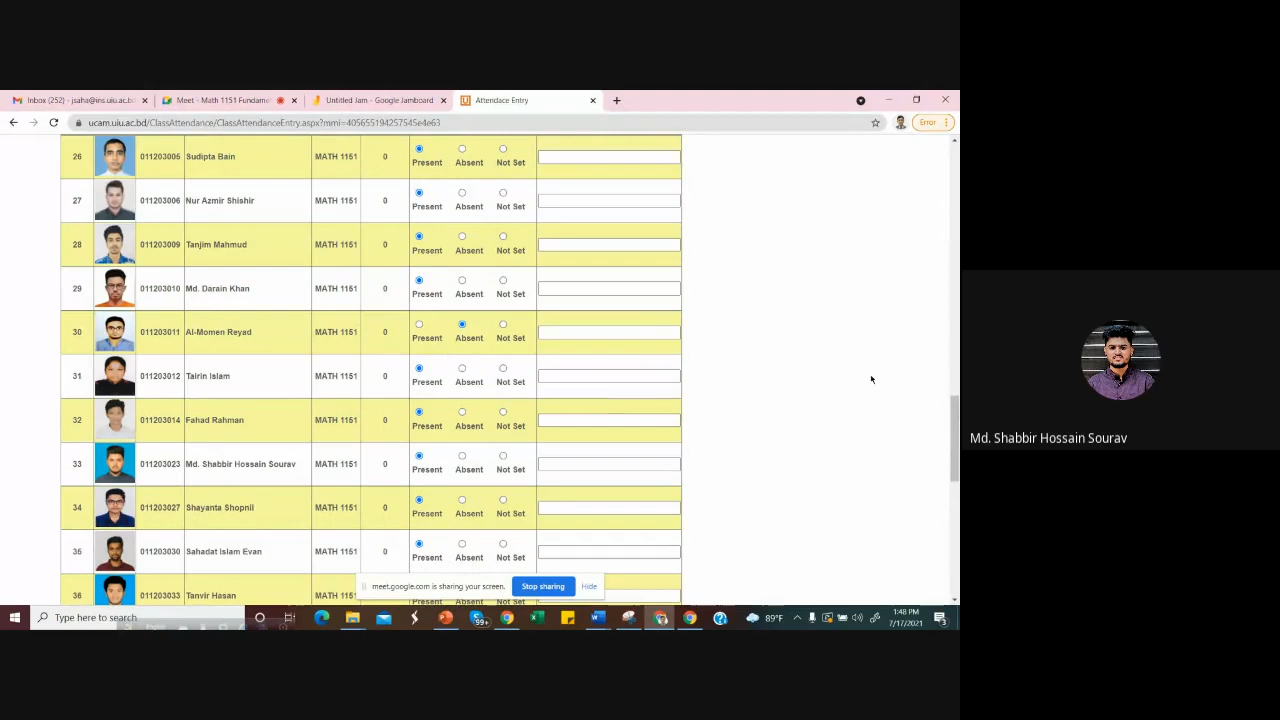 Inbox (252) - jsaha@ins.uiu.ac.bd
Meet - Math 1151 Fundame
Untitled Jam - Google Jamboard
Attendace Entry
ucam.uiu.ac.bd/ClassAttendance/ClassAttendanceEntry.aspx?mmi=405655194257545e4e63
Error
26 011203005 Sudipta Bain MATH 1151 0 Present Absent Not Set
27 011203006 Nur Azmir Shishir MATH 1151 0 Present Absent Not Set
28 011203009 Tanjim Mahmud MATH 1151 0 Present Absent Not Set
29 011203010 Md. Darain Khan MATH 1151 0 Present Absent Not Set
30 011203011 Al-Momen Reyad MATH 1151 0 Present Absent Not Set
31 011203012 Tairin Islam MATH 1151 0 Present Absent Not Set
32 011203014 Fahad Rahman MATH 1151 0 Present Absent Not Set
33 011203023 Md. Shabbir Hossain Sourav MATH 1151 0 Present Absent Not Set
34 011203027 Shayanta Shopnil MATH 1151 0 Present Absent Not Set
35 011203030 Sahadat Islam Evan MATH 1151 0 Present Absent Not Set
36 011203033 Tanvir Hasan
meet.google.com is sharing your screen. Stop sharing Hide
Type here to search
99+
89°F
1:48 PM
7/17/2021
3
Md. Shabbir Hossain Sourav